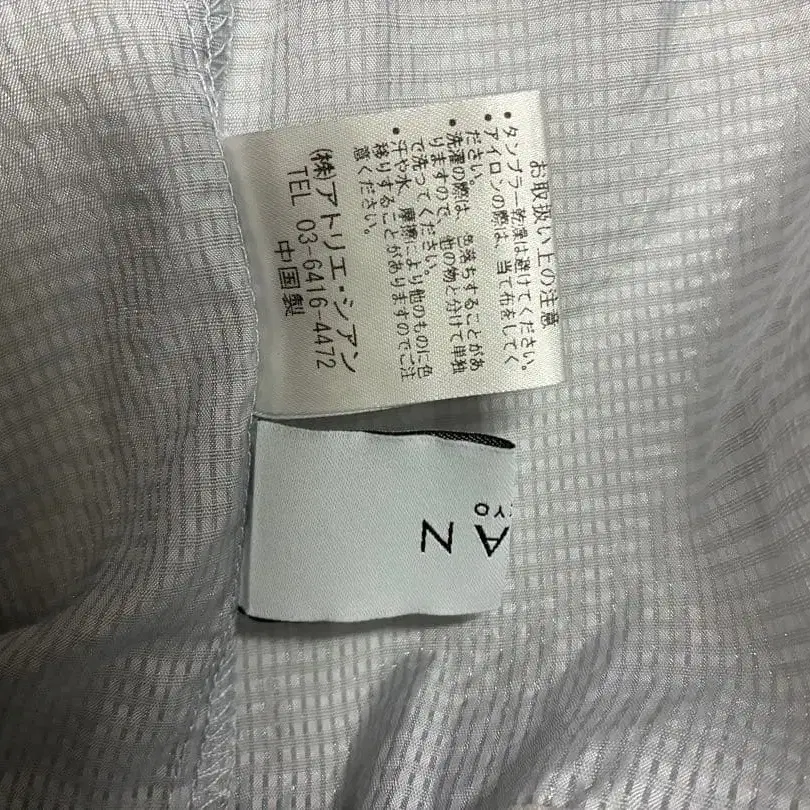 お取扱い上の注意
• タンブラー乾燥は避けてください。
• アイロンの際は、当て布をしてく
ださい。
• 洗濯の際は、色落ちすることがあ
りますので、他の物と分けて単独
で洗ってください。
• 汗や水、摩擦により他のものに色
移りすることがありますのでご注
意ください。
(株)アトリエ・シアン
TEL 03-6416-4472
中国製
AN
YO